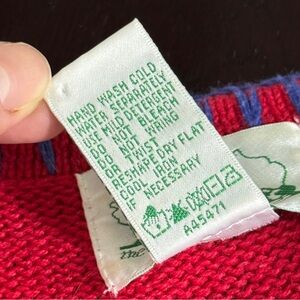 HAND WASH COLD
WATER SEPARATELY
USE MILD DETERGENT
DO NOT BLEACH
DO NOT WRING
OR TWIST
RESHAPE DRY FLAT
COOL IRON
IF NECESSARY
A45471